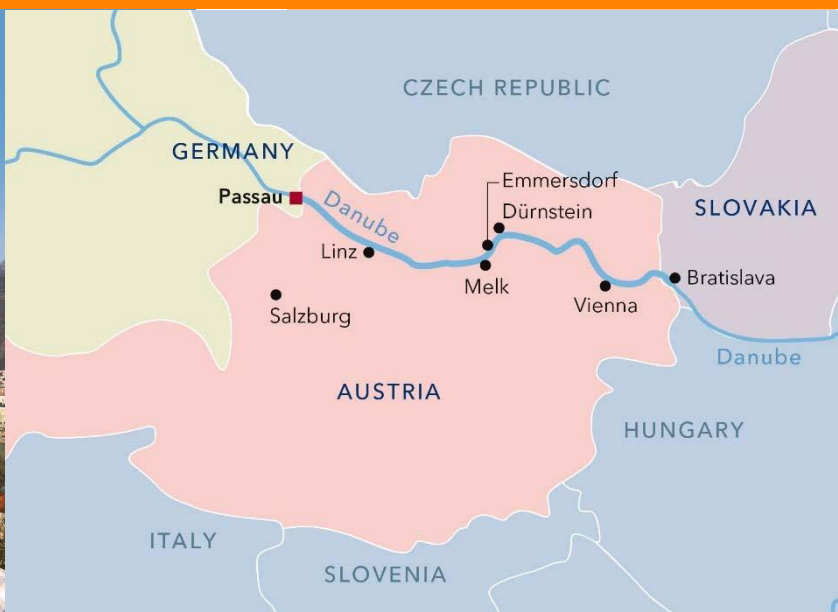 CZECH REPUBLIC
GERMANY
Emmersdorf
Passau
Danube
Dürnstein
SLOVAKIA
Linz
Melk
Bratislava
Salzburg
Vienna
Danube
AUSTRIA
HUNGARY
ITALY
SLOVENIA